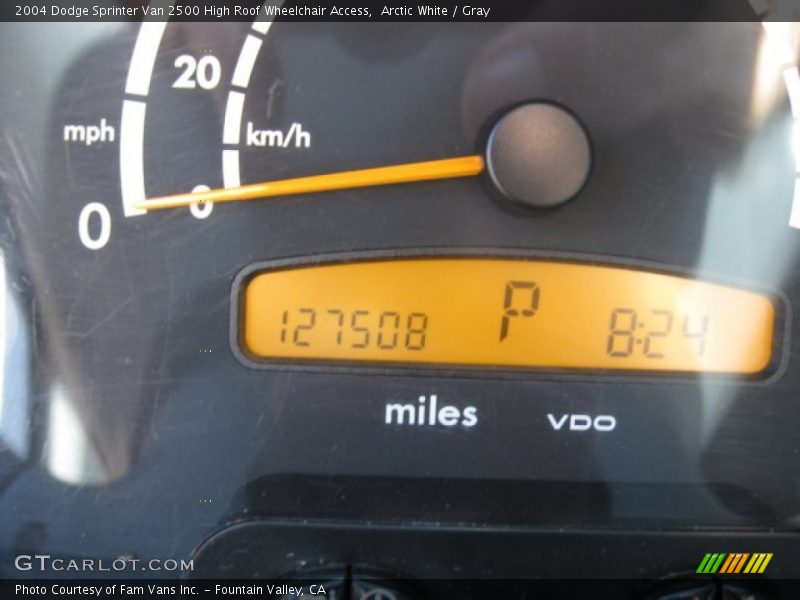 2004 Dodge Sprinter Van 2500 High Roof Wheelchair Access,  Arctic White / Gray
20
mph
km/h
0
0
127508 P 8:24
miles
VDO
GTCARLOT.COM
Photo Courtesy of Fam Vans Inc. - Fountain Valley, CA